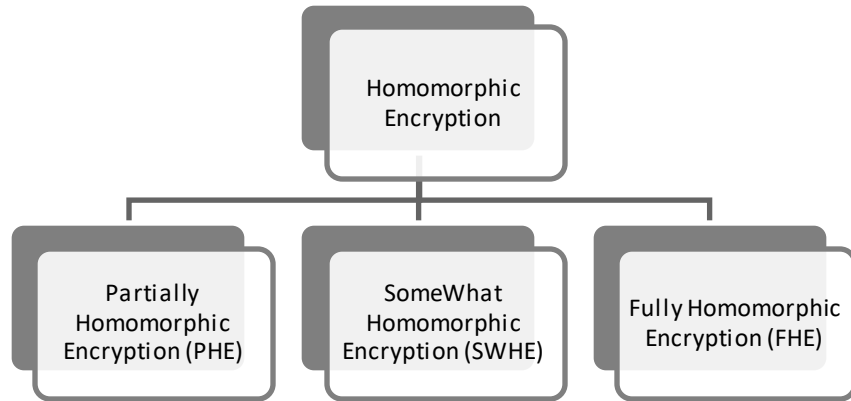 Homomorphic
Encryption
Partially
Homomorphic
Encryption (PHE)
SomeWhat
Homomorphic
Encryption (SWHE)
Fully Homomorphic
Encryption (FHE)